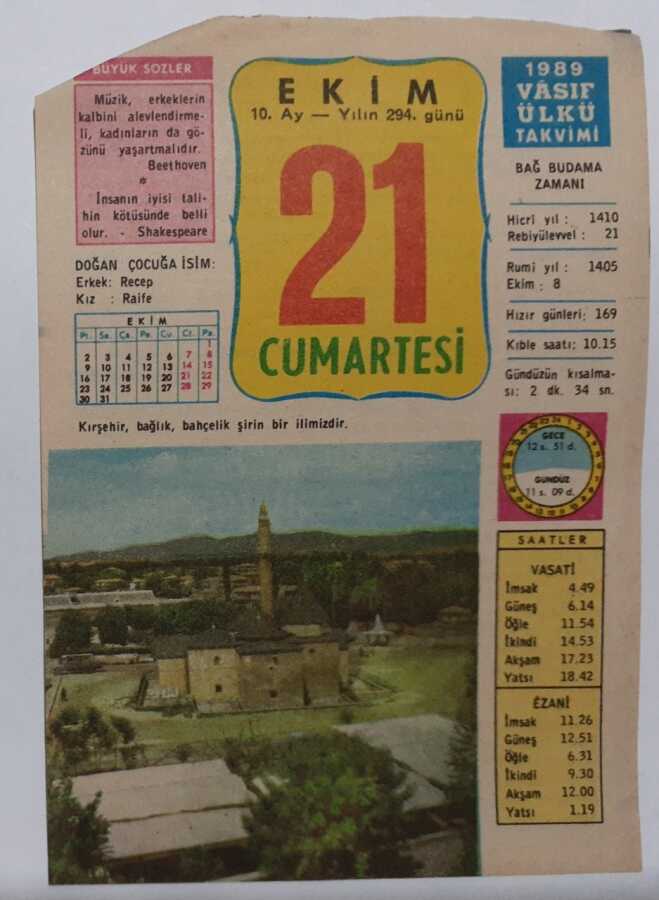 BÜYÜK SÖZLER
Müzik, erkeklerin
kalbini alevlendirme-
li, kadınların da gö-
zünü yaşartmalıdır.
Beethoven
*
İnsanın iyisi tali-
hin kötüsünde belli
olur. - Shakespeare
DOĞAN ÇOCUĞA İSİM:
Erkek: Recep
Kız : Raife
EKİM
Pt. Sa. Ça. Pe. Cu. Ct. Pa.
1
2 3 4 5 6 7 8
9 10 11 12 13 14 15
16 17 18 19 20 21 22
23 24 25 26 27 28 29
30 31
EKİM
10. Ay — Yılın 294. günü
21
CUMARTESİ
1989
VÂSIF
ÜLKÜ
TAKVİMİ
BAĞ BUDAMA
ZAMANI
Hicrî yıl : 1410
Rebiyülevvel : 21
Rumi yıl : 1405
Ekim : 8
Hızır günleri: 169
Kıble saatı: 10.15
Gündüzün kısalma-
sı: 2 dk. 34 sn.
Kırşehir, bağlık, bahçelik şirin bir ilimizdir.
GECE
12 s. 51 d.
GÜNDÜZ
11 s. 09 d.
SAATLER
VASATİ
İmsak 4.49
Güneş 6.14
Öğle 11.54
İkindi 14.53
Akşam 17.23
Yatsı 18.42
EZANİ
İmsak 11.26
Güneş 12.51
Öğle 6.31
İkindi 9.30
Akşam 12.00
Yatsı 1.19